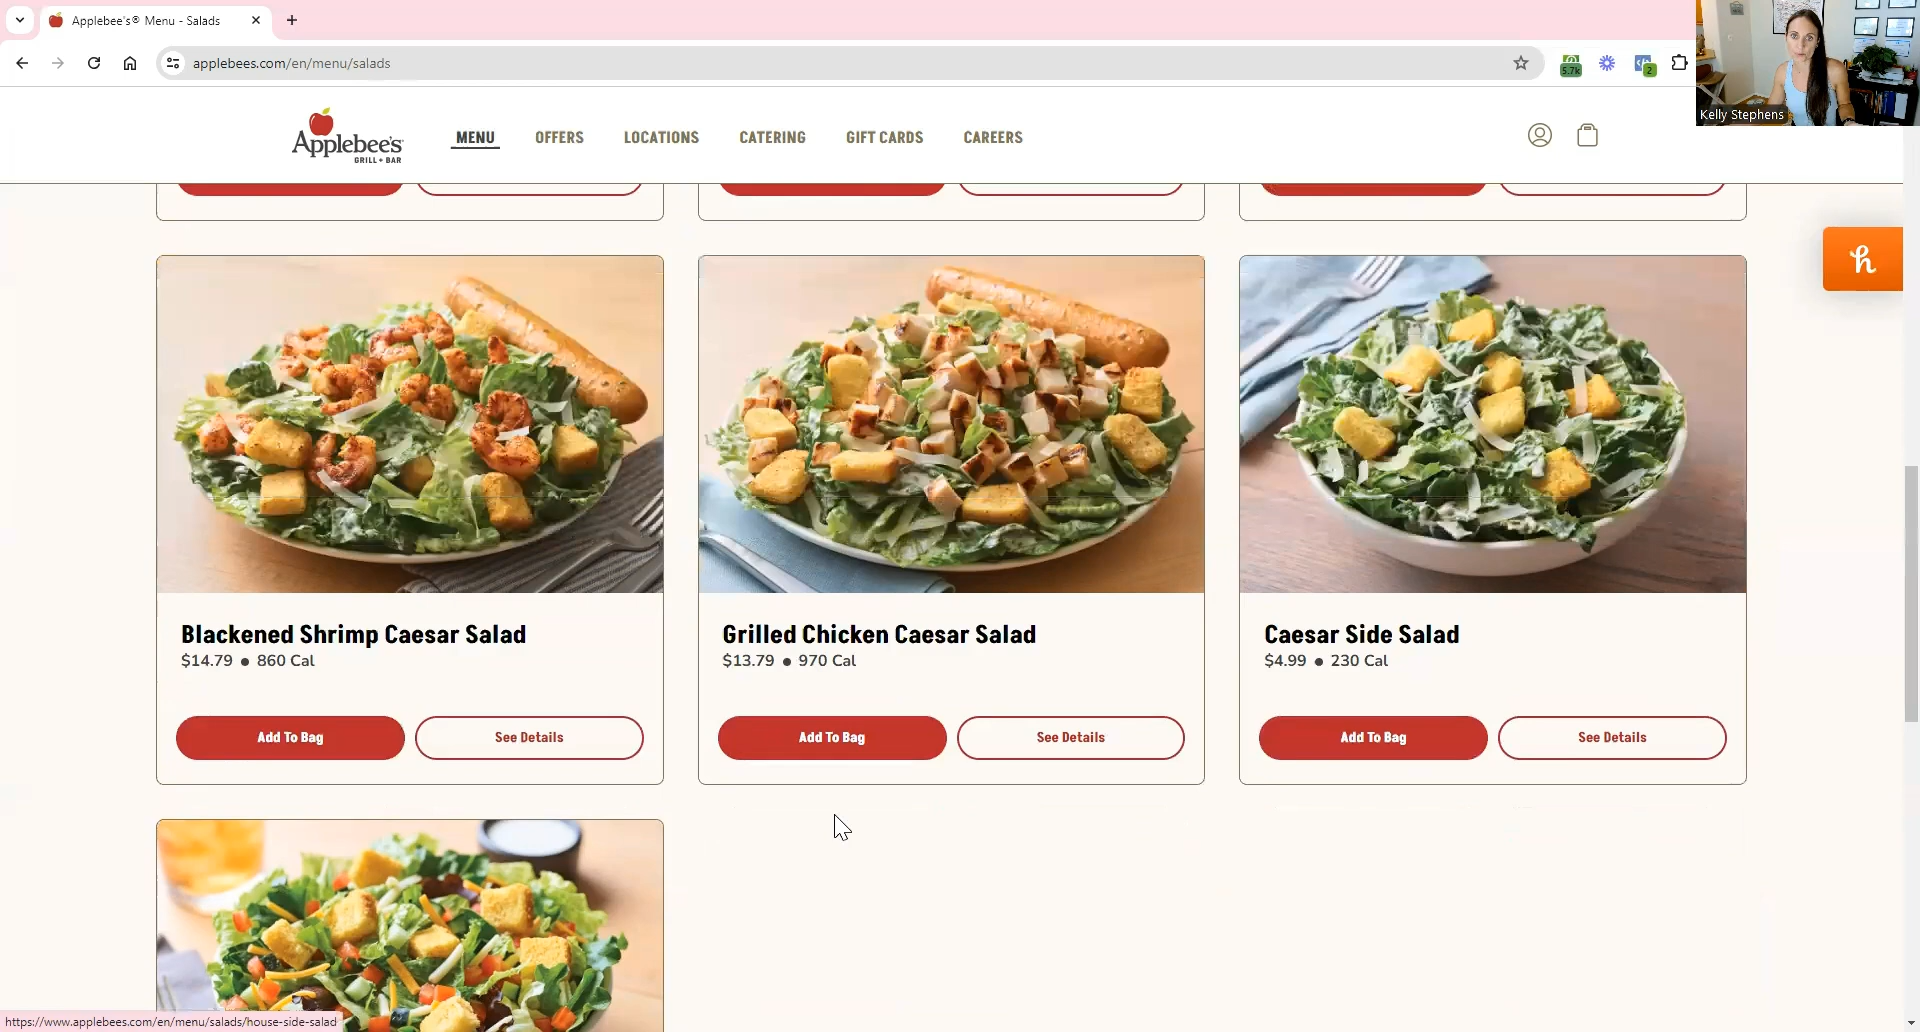 Applebee's® Menu - Salads
applebees.com/en/menu/salads
5.7k
2
Kelly Stephens
Applebee's
GRILL + BAR
MENU
OFFERS
LOCATIONS
CATERING
GIFT CARDS
CAREERS
h
Blackened Shrimp Caesar Salad
$14.79 ● 860 Cal
Add To Bag
See Details
Grilled Chicken Caesar Salad
$13.79 ● 970 Cal
Add To Bag
See Details
Caesar Side Salad
$4.99 ● 230 Cal
Add To Bag
See Details
https://www.applebees.com/en/menu/salads/house-side-salad